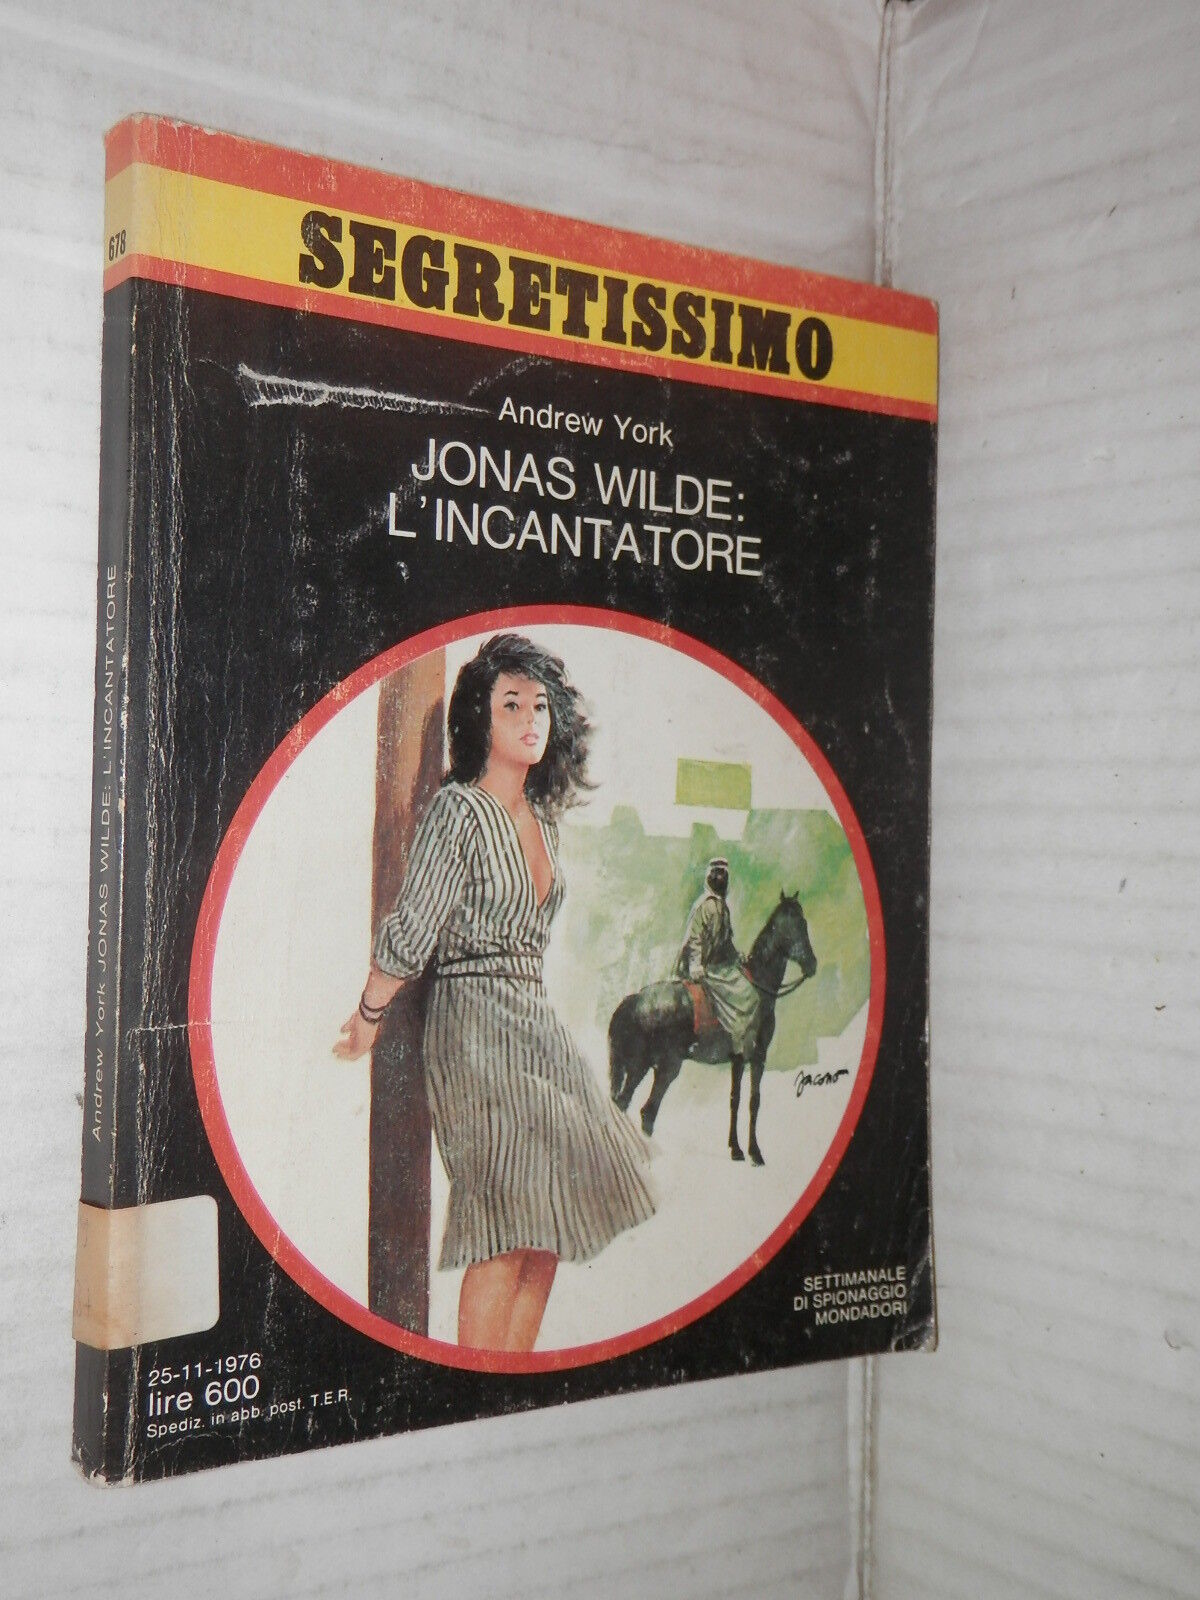 678
SEGRETISSIMO
Andrew York
JONAS WILDE:
L'INCANTATORE
Andrew York JONAS WILDE: L'INCANTATORE
Jacono
SETTIMANALE
DI SPIONAGGIO
MONDADORI
25-11-1976
lire 600
Spediz. in abb. post. T.E.R.